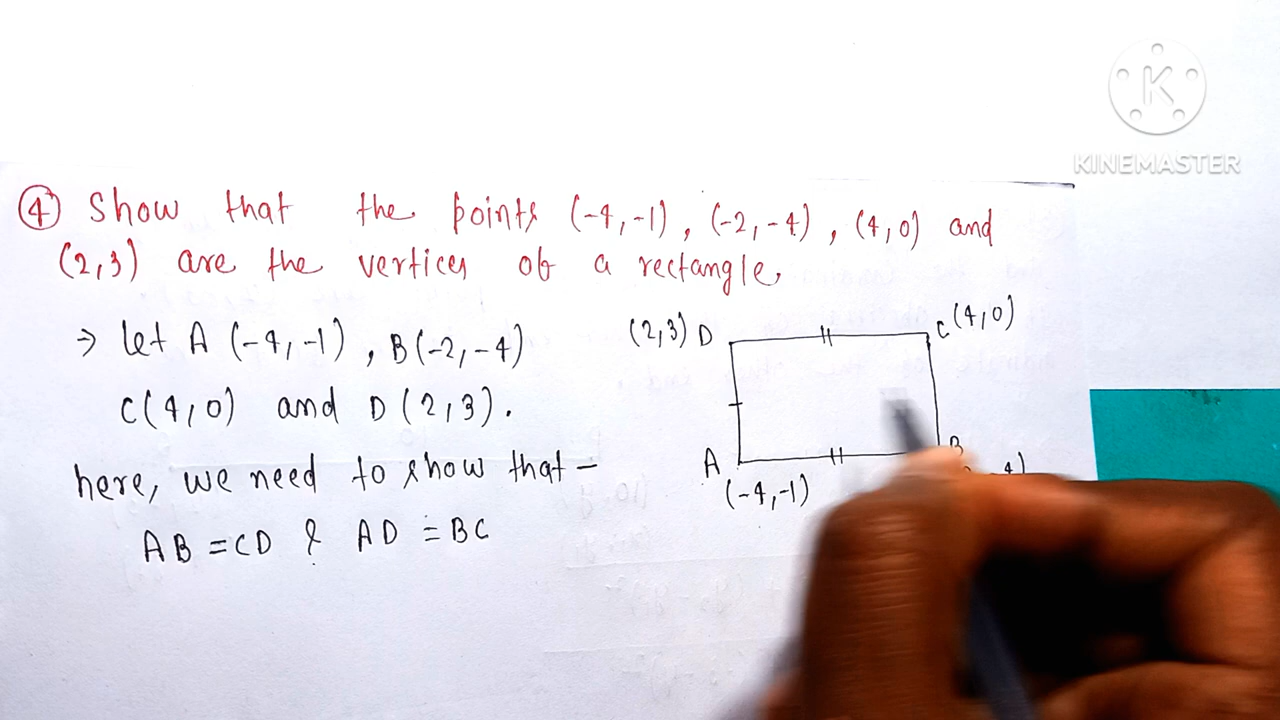 K
KINEMASTER
④ Show that the points (-4,-1), (-2,-4), (4,0) and
(2,3) are the vertices of a rectangle.
→ let A (-4,-1), B(-2,-4)
C(4,0) and D(2,3).
here, we need to show that -
AB = CD & AD = BC
(2,3) D
C (4,0)
A
B
(-4,-1)